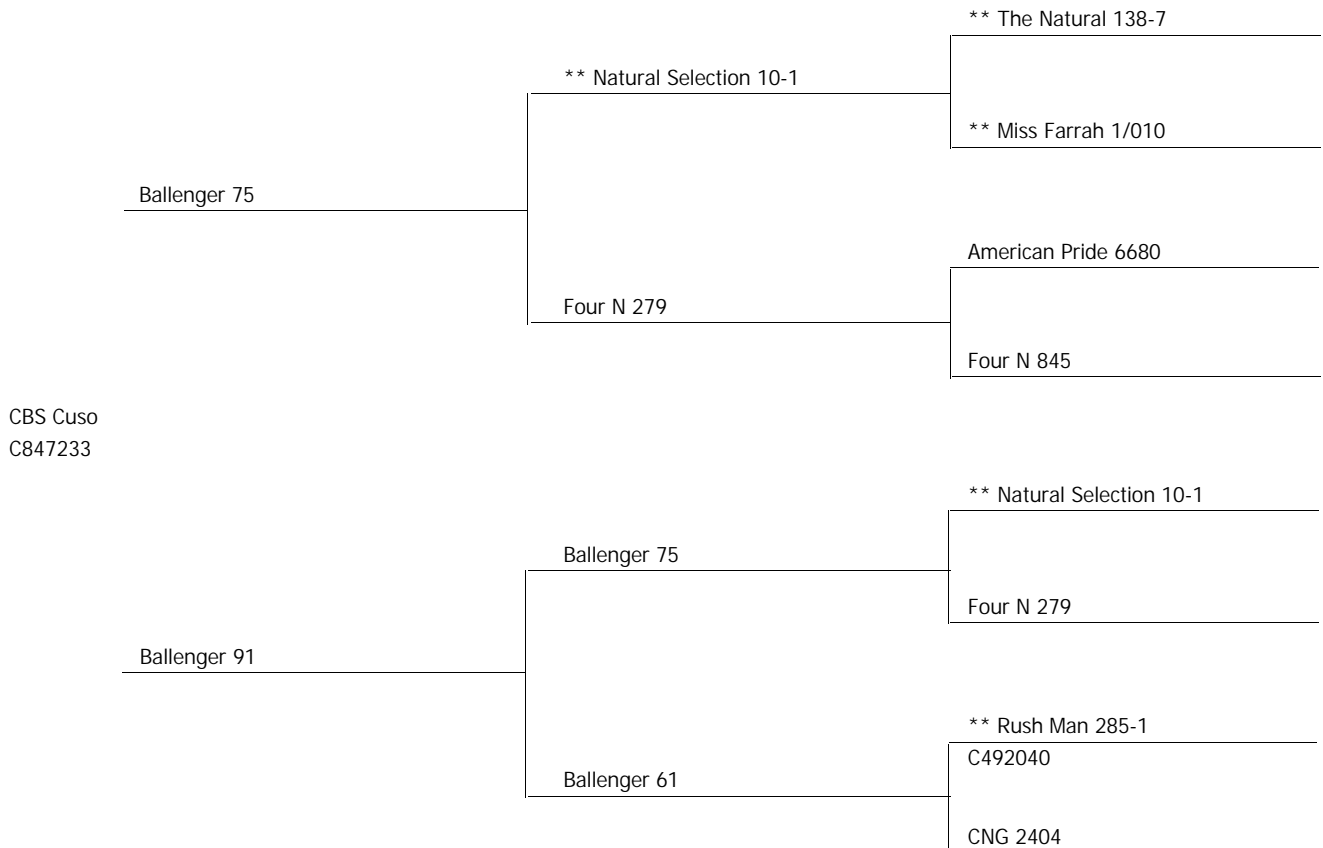 ** The Natural 138-7
** Natural Selection 10-1
** Miss Farrah 1/010
Ballenger 75
American Pride 6680
Four N 279
Four N 845
CBS Cuso
C847233
** Natural Selection 10-1
Ballenger 75
Four N 279
Ballenger 91
** Rush Man 285-1
C492040
Ballenger 61
CNG 2404